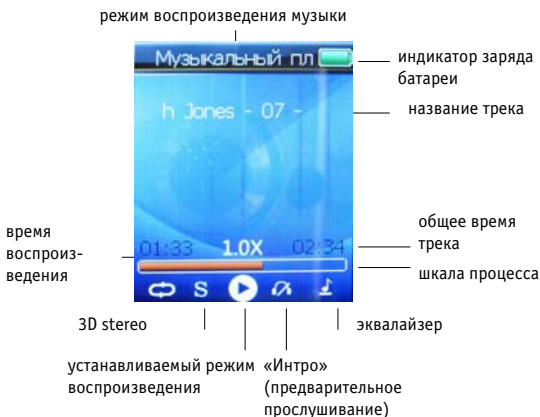 режим воспроизведения музыки
Музыкальный пл
индикатор заряда
батареи
h Jones - 07 -
название трека
время
воспроиз-
ведения
01:33 1.0X 02:34
общее время
трека
шкала процесса
S
3D stereo
эквалайзер
устанавливаемый режим
воспроизведения
«Интро»
(предварительное
прослушивание)